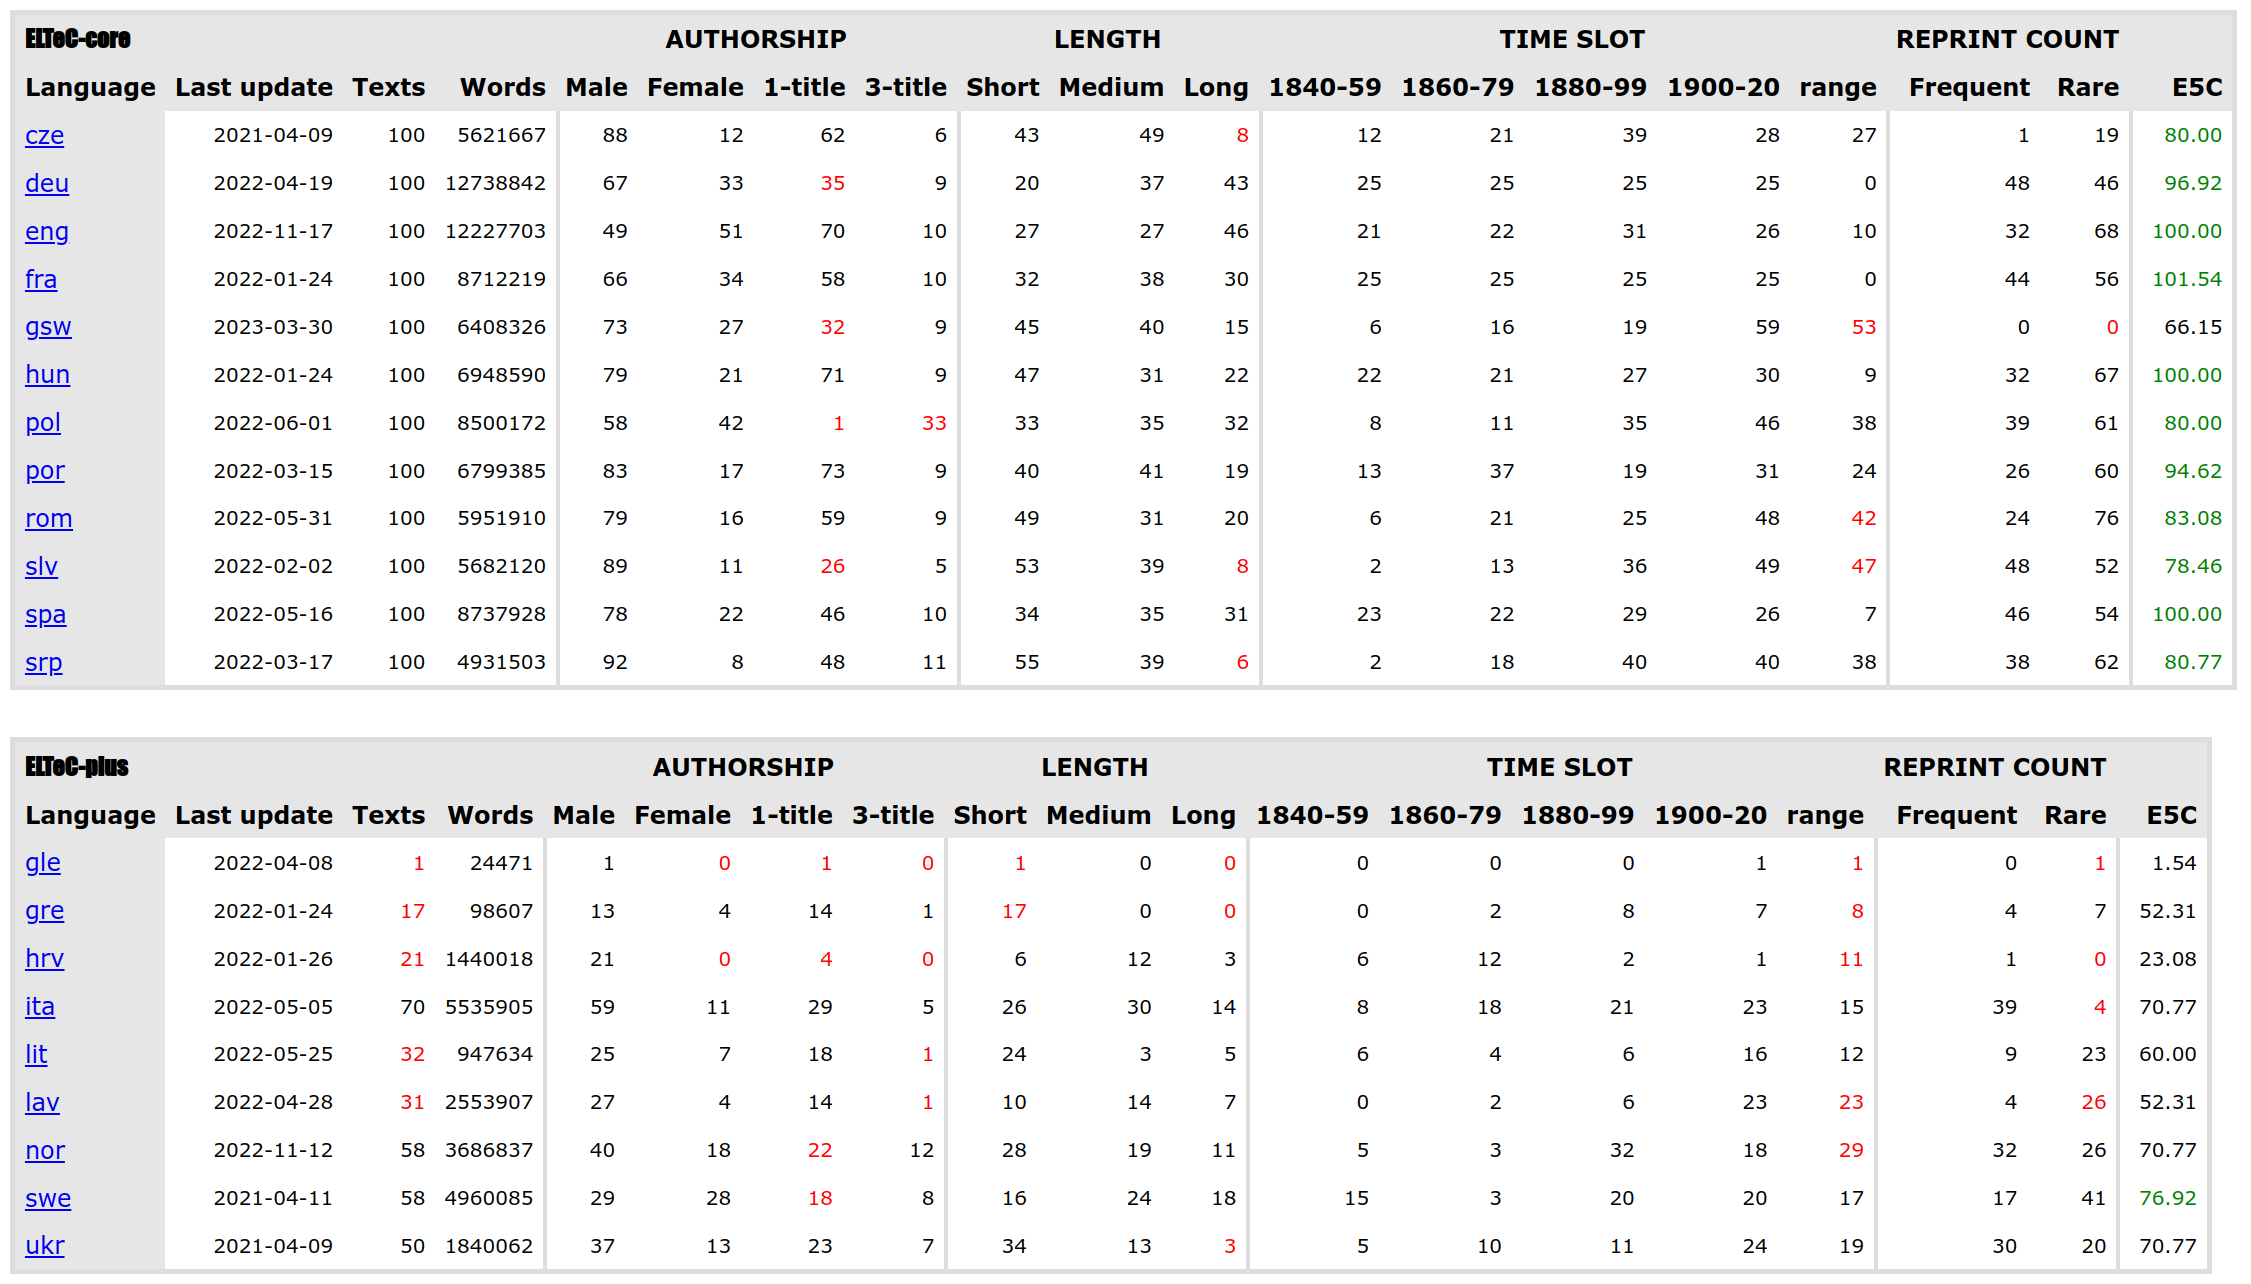 ELTeC-core AUTHORSHIP LENGTH TIME SLOT REPRINT COUNT
Language Last update Texts Words Male Female 1-title 3-title Short Medium Long 1840-59 1860-79 1880-99 1900-20 range Frequent Rare E5C
cze 2021-04-09 100 5621667 88 12 62 6 43 49 8 12 21 39 28 27 1 19 80.00
deu 2022-04-19 100 12738842 67 33 35 9 20 37 43 25 25 25 25 0 48 46 96.92
eng 2022-11-17 100 12227703 49 51 70 10 27 27 46 21 22 31 26 10 32 68 100.00
fra 2022-01-24 100 8712219 66 34 58 10 32 38 30 25 25 25 25 0 44 56 101.54
gsw 2023-03-30 100 6408326 73 27 32 9 45 40 15 6 16 19 59 53 0 0 66.15
hun 2022-01-24 100 6948590 79 21 71 9 47 31 22 22 21 27 30 9 32 67 100.00
pol 2022-06-01 100 8500172 58 42 1 33 33 35 32 8 11 35 46 38 39 61 80.00
por 2022-03-15 100 6799385 83 17 73 9 40 41 19 13 37 19 31 24 26 60 94.62
rom 2022-05-31 100 5951910 79 16 59 9 49 31 20 6 21 25 48 42 24 76 83.08
slv 2022-02-02 100 5682120 89 11 26 5 53 39 8 2 13 36 49 47 48 52 78.46
spa 2022-05-16 100 8737928 78 22 46 10 34 35 31 23 22 29 26 7 46 54 100.00
srp 2022-03-17 100 4931503 92 8 48 11 55 39 6 2 18 40 40 38 38 62 80.77
ELTeC-plus AUTHORSHIP LENGTH TIME SLOT REPRINT COUNT
Language Last update Texts Words Male Female 1-title 3-title Short Medium Long 1840-59 1860-79 1880-99 1900-20 range Frequent Rare E5C
gle 2022-04-08 1 24471 1 0 1 0 1 0 0 0 0 0 1 1 0 1 1.54
gre 2022-01-24 17 98607 13 4 14 1 17 0 0 0 2 8 7 8 4 7 52.31
hrv 2022-01-26 21 1440018 21 0 4 0 6 12 3 6 12 2 1 11 1 0 23.08
ita 2022-05-05 70 5535905 59 11 29 5 26 30 14 8 18 21 23 15 39 4 70.77
lit 2022-05-25 32 947634 25 7 18 1 24 3 5 6 4 6 16 12 9 23 60.00
lav 2022-04-28 31 2553907 27 4 14 1 10 14 7 0 2 6 23 23 4 26 52.31
nor 2022-11-12 58 3686837 40 18 22 12 28 19 11 5 3 32 18 29 32 26 70.77
swe 2021-04-11 58 4960085 29 28 18 8 16 24 18 15 3 20 20 17 17 41 76.92
ukr 2021-04-09 50 1840062 37 13 23 7 34 13 3 5 10 11 24 19 30 20 70.77